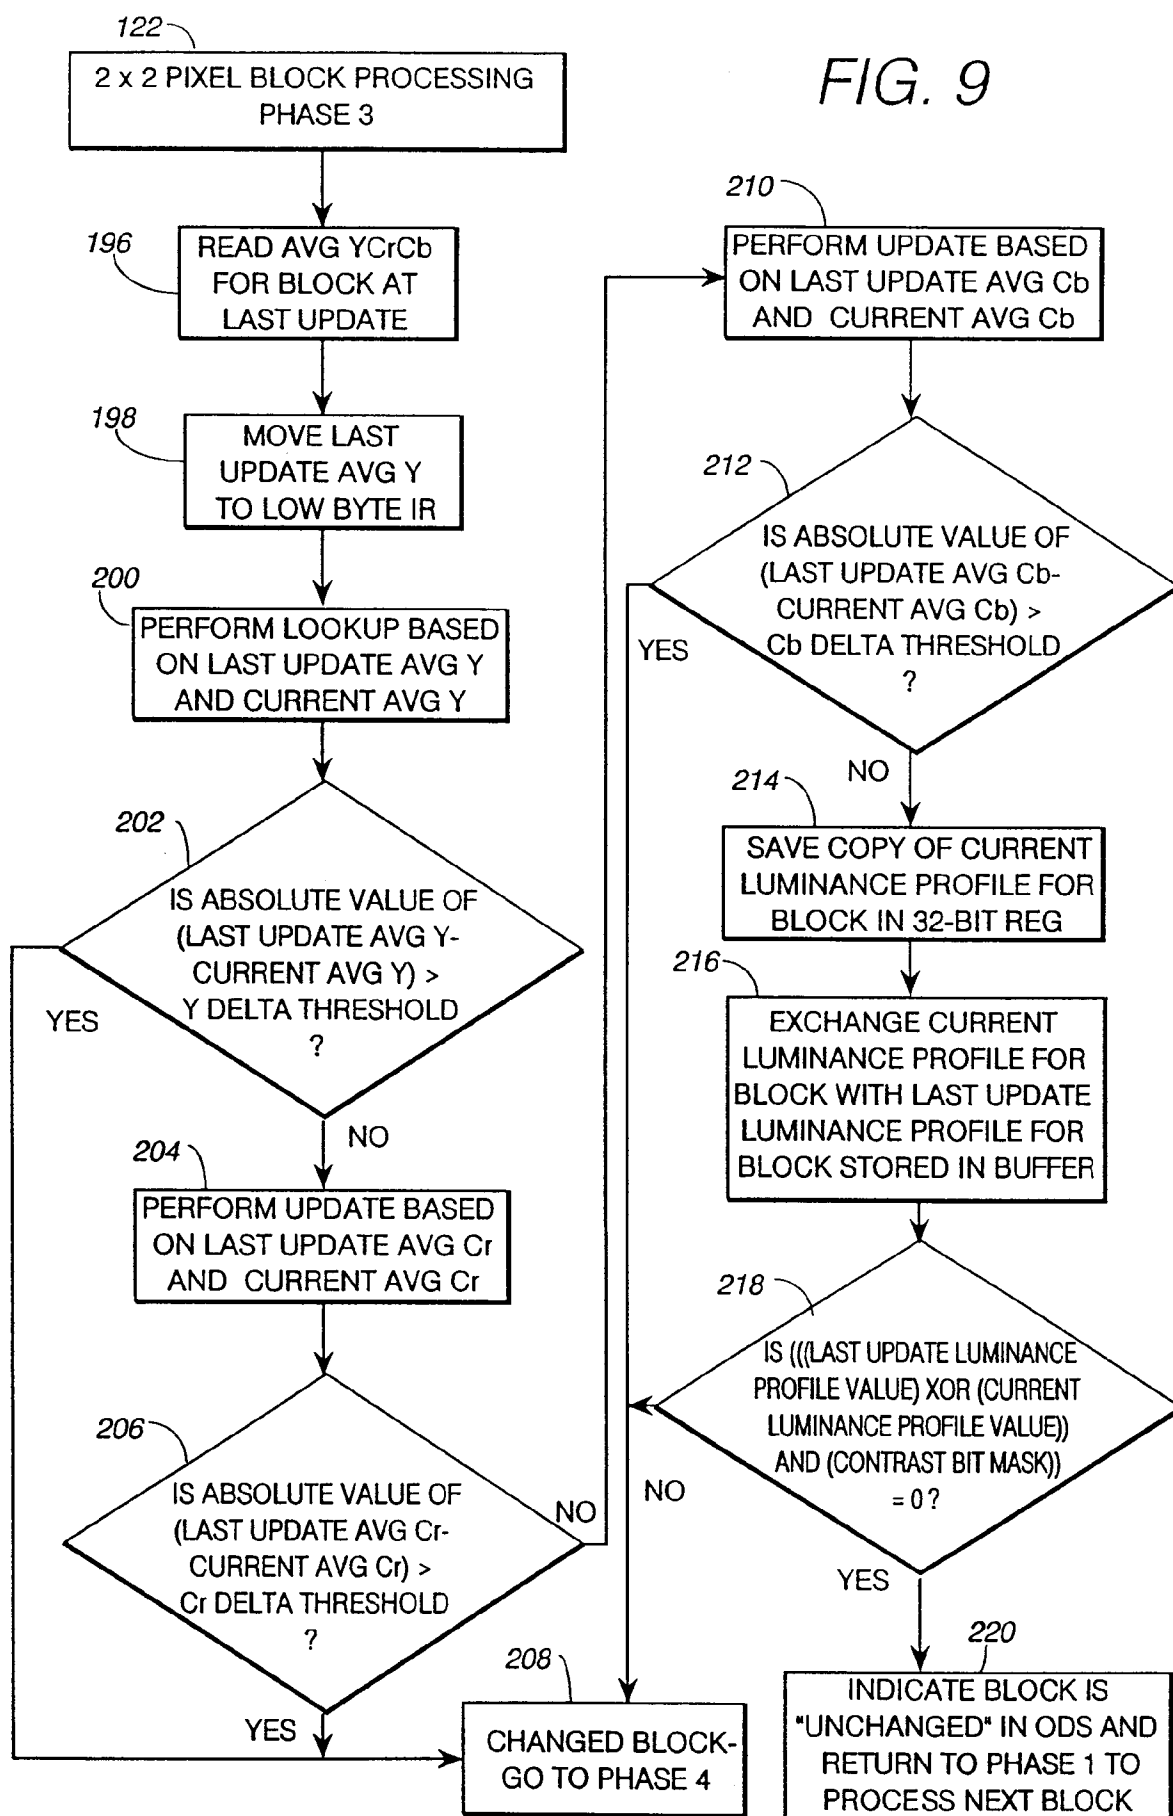 FIG. 9
122
2 x 2 PIXEL BLOCK PROCESSING
PHASE 3
196
READ AVG YCrCb
FOR BLOCK AT
LAST UPDATE
198
MOVE LAST
UPDATE AVG Y
TO LOW BYTE IR
200
PERFORM LOOKUP BASED
ON LAST UPDATE AVG Y
AND CURRENT AVG Y
202
IS ABSOLUTE VALUE OF
(LAST UPDATE AVG Y-
CURRENT AVG Y) >
Y DELTA THRESHOLD
?
YES
NO
204
PERFORM UPDATE BASED
ON LAST UPDATE AVG Cr
AND CURRENT AVG Cr
206
IS ABSOLUTE VALUE OF
(LAST UPDATE AVG Cr-
CURRENT AVG Cr) >
Cr DELTA THRESHOLD
?
NO
YES
208
CHANGED BLOCK-
GO TO PHASE 4
210
PERFORM UPDATE BASED
ON LAST UPDATE AVG Cb
AND CURRENT AVG Cb
212
IS ABSOLUTE VALUE OF
(LAST UPDATE AVG Cb-
CURRENT AVG Cb) >
Cb DELTA THRESHOLD
?
YES
NO
214
SAVE COPY OF CURRENT
LUMINANCE PROFILE FOR
BLOCK IN 32-BIT REG
216
EXCHANGE CURRENT
LUMINANCE PROFILE FOR
BLOCK WITH LAST UPDATE
LUMINANCE PROFILE FOR
BLOCK STORED IN BUFFER
218
IS (((LAST UPDATE LUMINANCE
PROFILE VALUE) XOR (CURRENT
LUMINANCE PROFILE VALUE))
AND (CONTRAST BIT MASK))
= 0 ?
NO
YES
220
INDICATE BLOCK IS
"UNCHANGED" IN ODS AND
RETURN TO PHASE 1 TO
PROCESS NEXT BLOCK